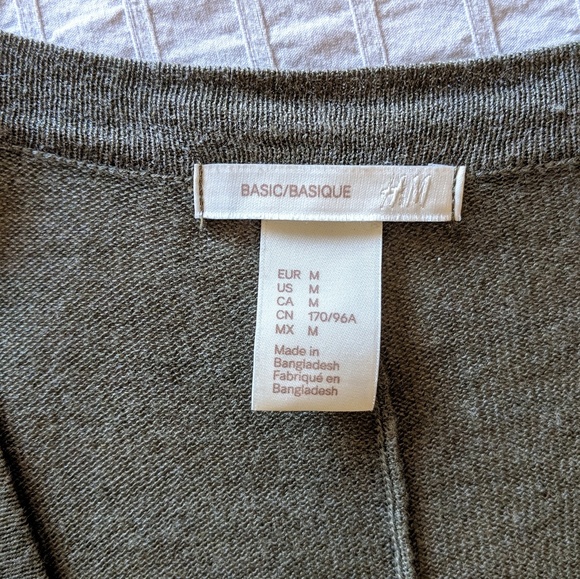 BASIC/BASIQUE H&M
EUR M
US M
CA M
CN 170/96A
MX M
Made in
Bangladesh
Fabriqué en
Bangladesh